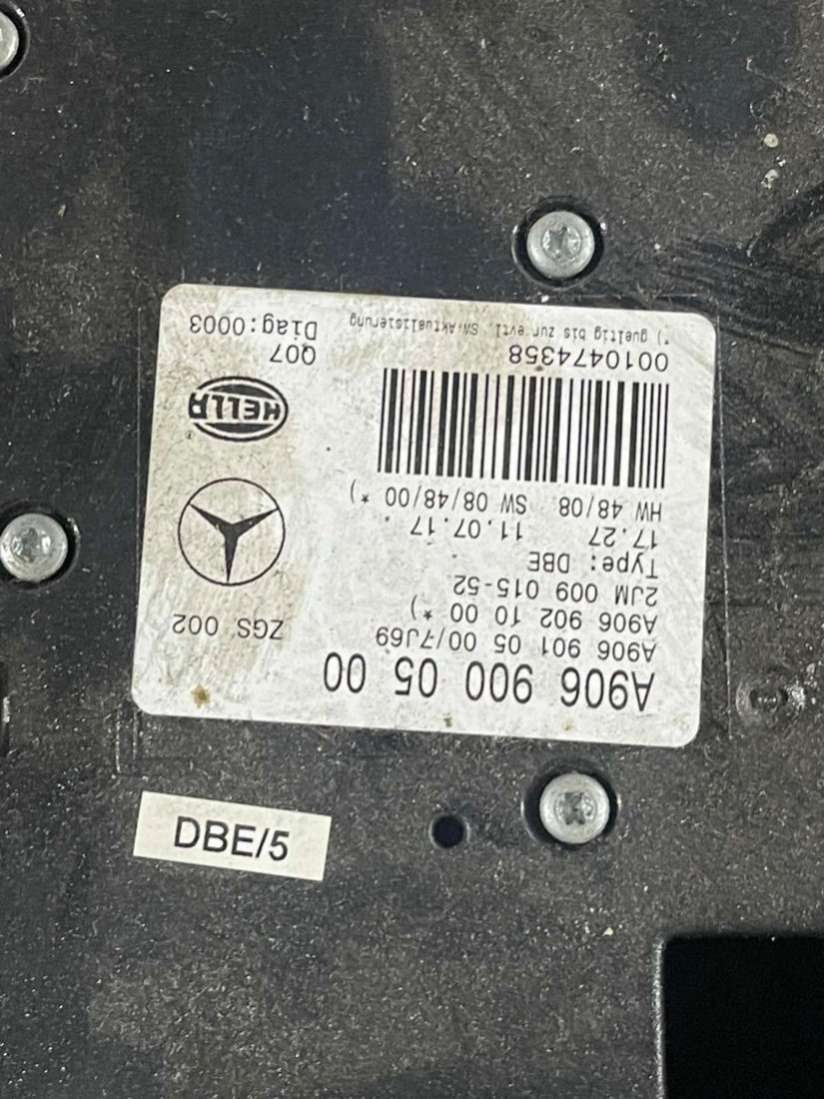 A906 900 05 00
A906 901 05 00/7J69
A906 902 10 00 *)
2JM 009 015-52
Type: DBE
17.27 11.07.17
HW 48/08 SW 08/48/00 *)
0010474358
*) gueltig bis zur evtl. SW-Aktualisierung
ZGS 002
HELLA
®
Q07
Diag:0003
DBE/5